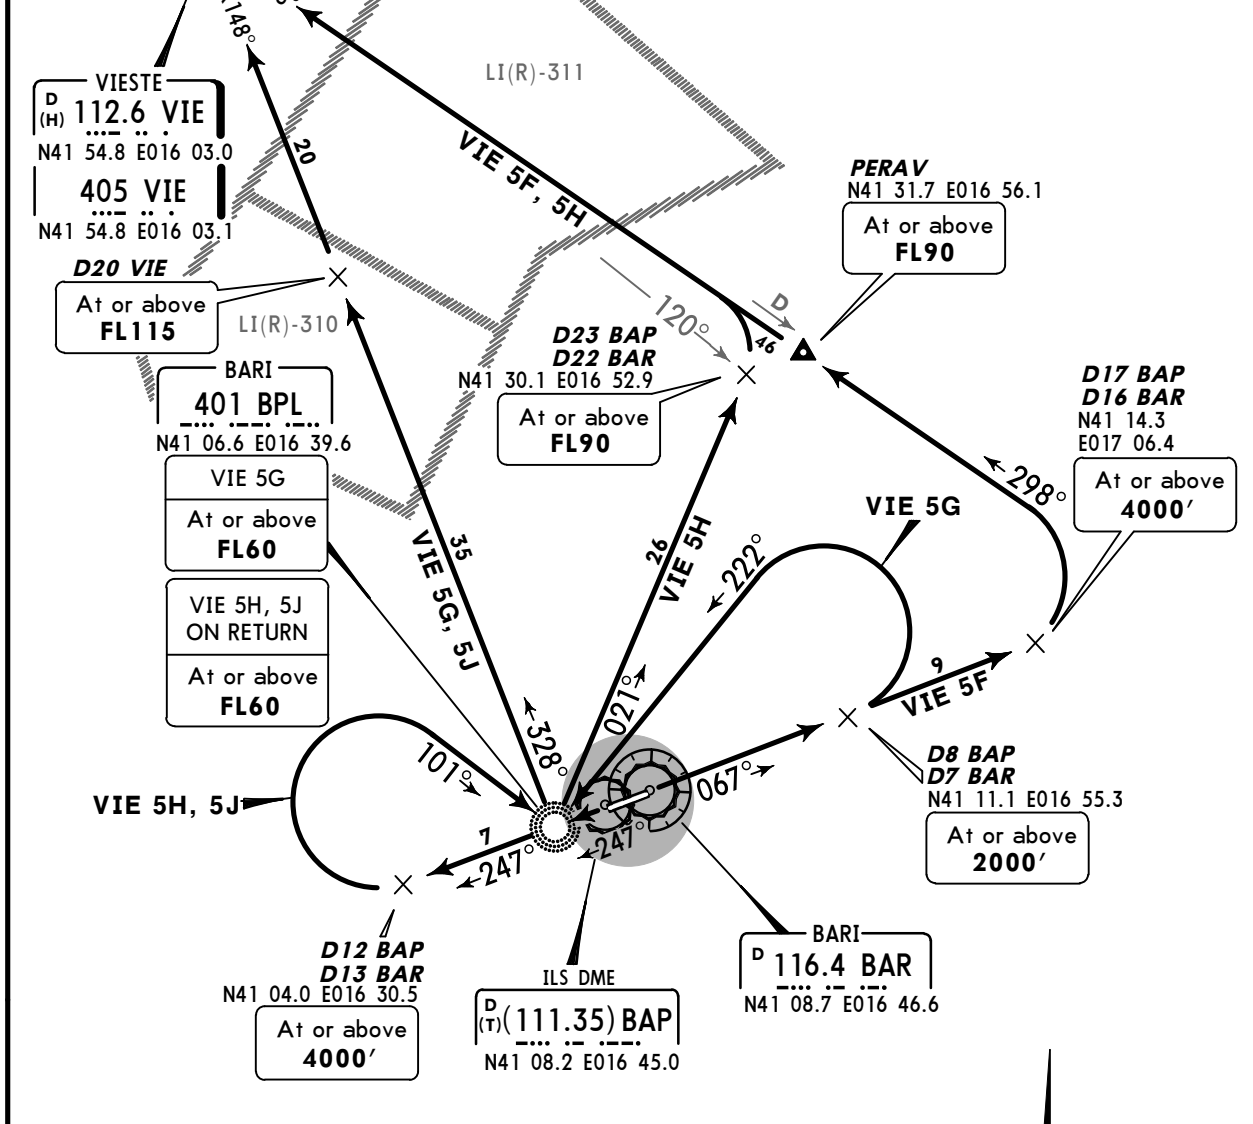 R148°
LI(R)-311
VIESTE
D
(H) 112.6 VIE
N41 54.8 E016 03.0
405 VIE
N41 54.8 E016 03.1
20
VIE 5F, 5H
PERAV
N41 31.7 E016 56.1
At or above
FL90
D20 VIE
At or above
FL115
LI(R)-310
D
120°
46
D23 BAP
D22 BAR
N41 30.1 E016 52.9
At or above
FL90
BARI
401 BPL
N41 06.6 E016 39.6
VIE 5G
At or above
FL60
VIE 5H, 5J
ON RETURN
At or above
FL60
D17 BAP
D16 BAR
N41 14.3
E017 06.4
At or above
4000′
298°
VIE 5G
35
VIE 5G, 5J
26
VIE 5H
222°
9
VIE 5F
021°
328°
101°
067°
VIE 5H, 5J
7
247°
247°
D8 BAP
D7 BAR
N41 11.1 E016 55.3
At or above
2000′
D12 BAP
D13 BAR
N41 04.0 E016 30.5
At or above
4000′
ILS DME
D
(T) (111.35) BAP
N41 08.2 E016 45.0
BARI
D 116.4 BAR
N41 08.7 E016 46.6